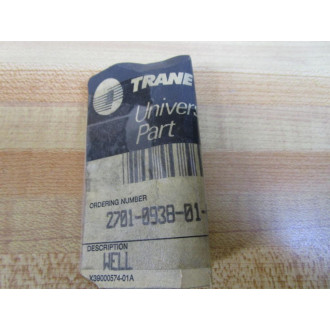 TRANE
Univers
Part
ORDERING NUMBER
2701-0938-01-
DESCRIPTION
WELL
X39000574-01A